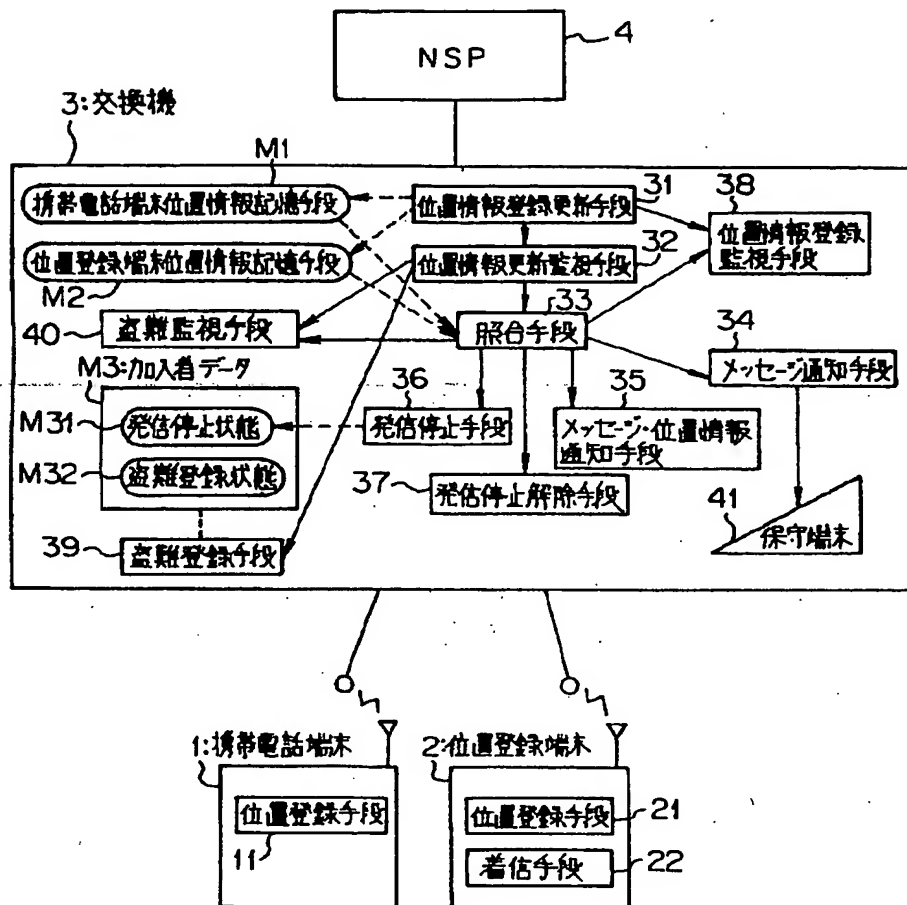 4
NSP
3:交換機
M1
携帯電話端末位置情報記憶手段
位置情報登録更新手段
31
38
位置情報登録
監視手段
位置登録端末位置情報記憶手段
M2
位置情報更新監視手段
32
33
照合手段
40
盗難監視手段
34
メッセージ通知手段
M3:加入者データ
M31
発信停止状態
M32
盗難登録状態
36
発信停止手段
35
メッセージ・位置情報
通知手段
37
発信停止解除手段
39
盗難登録手段
41
保守端末
1:携帯電話端末
位置登録手段
11
2:位置登録端末
位置登録手段
21
着信手段
22